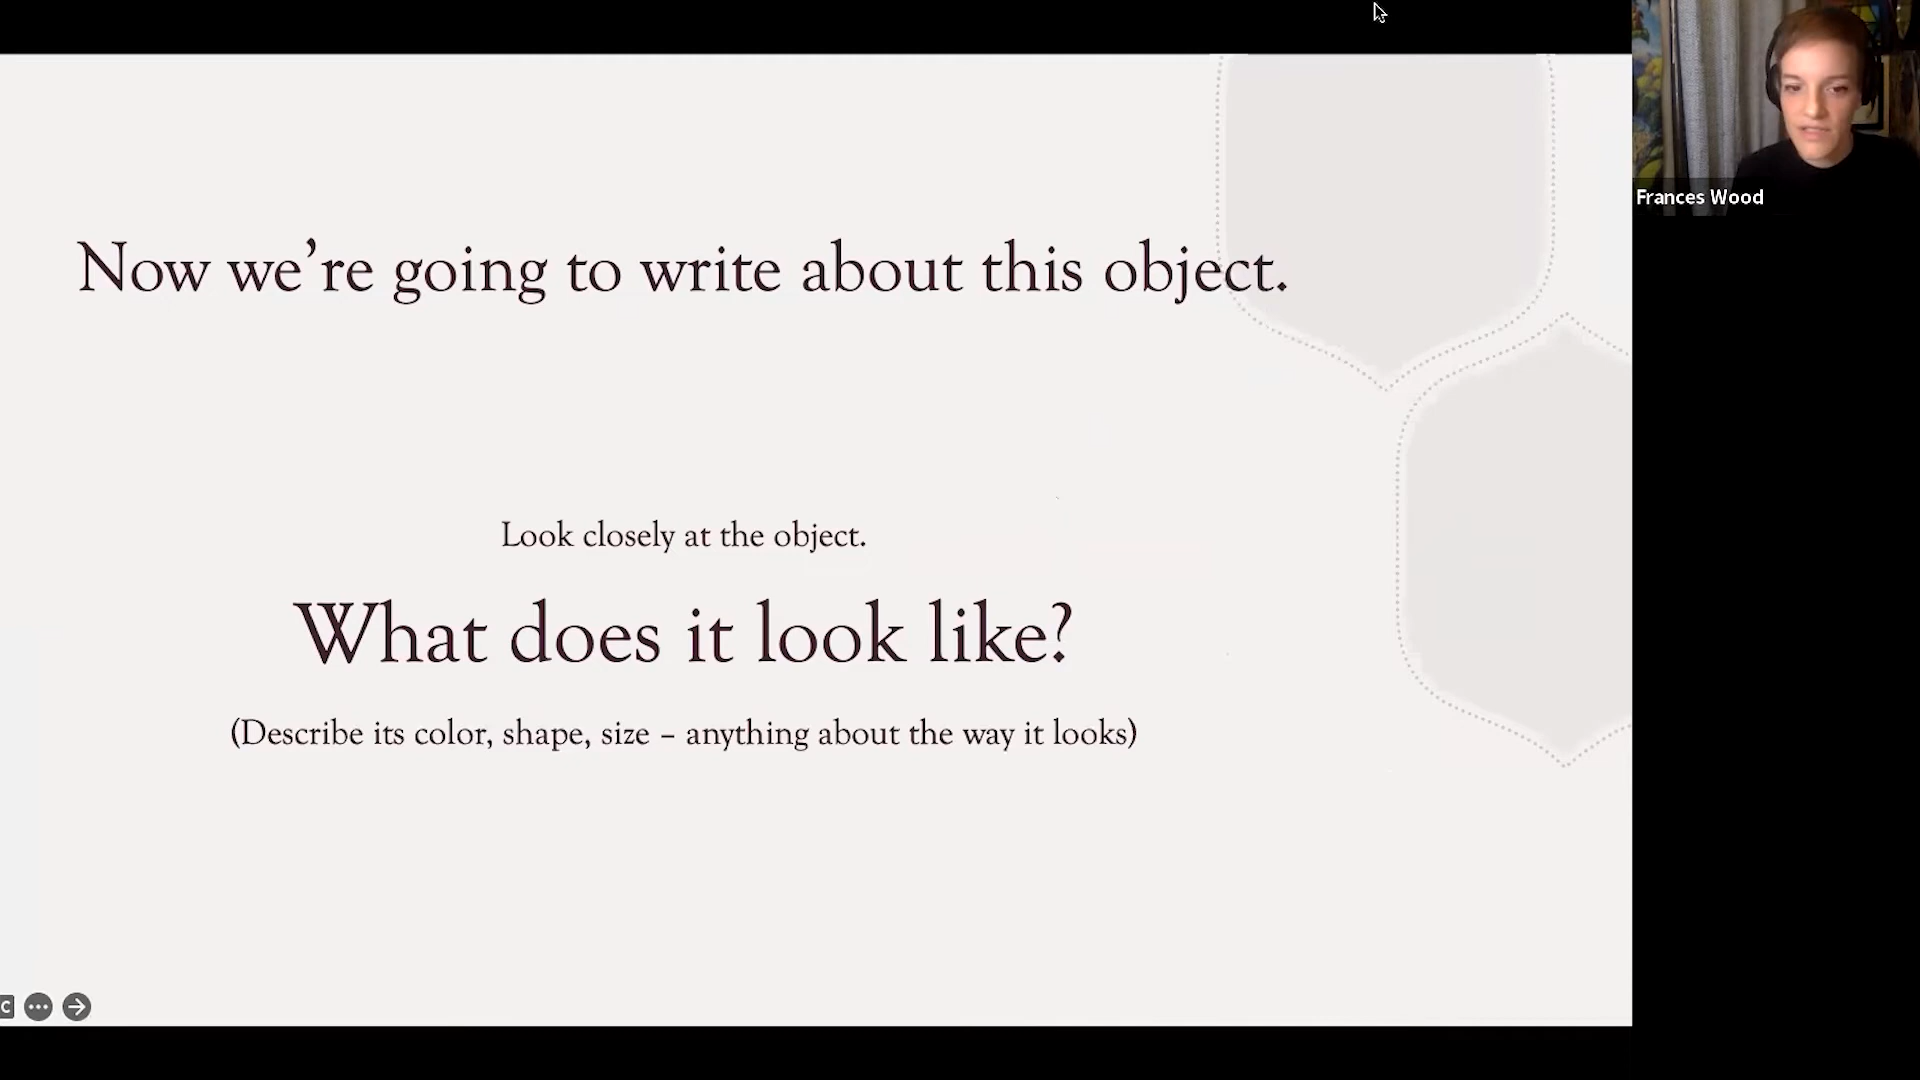 Now we’re going to write about this object.
Look closely at the object.
What does it look like?
(Describe its color, shape, size – anything about the way it looks)
Frances Wood
C